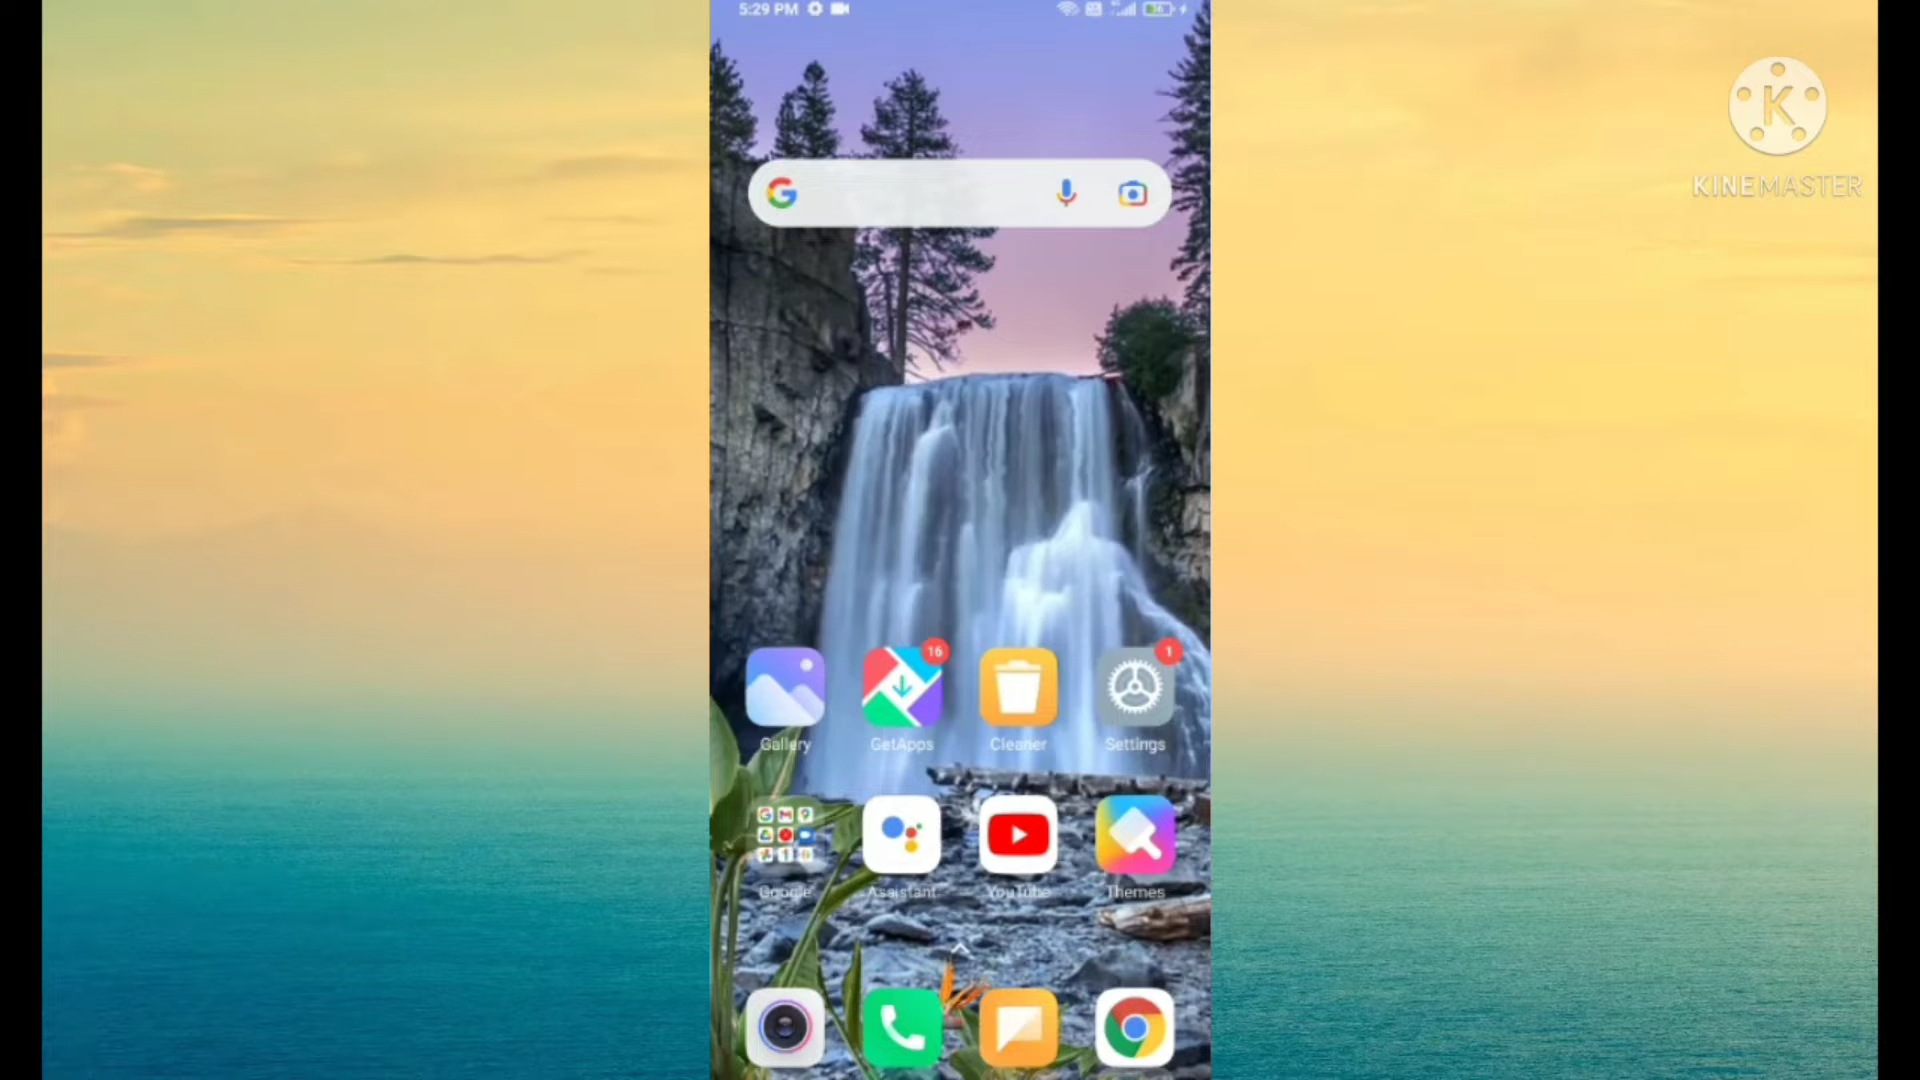 5:29 PM
KINEMASTER
16
1
Gallery
GetApps
Cleaner
Settings
Google
Assistant
YouTube
Themes